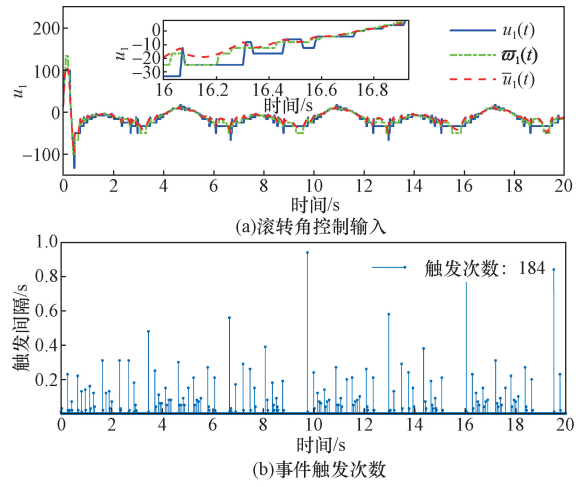 200
100
0
−100
u₁
0
−10
−20
−30
u₁
16 16.2 16.4 16.6 16.8
时间/s
u₁(t)
ϖ₁(t)
ū₁(t)
0 2 4 6 8 10 12 14 16 18 20
时间/s
(a)滚转角控制输入
1.0
0.8
0.6
0.4
0.2
触发间隔/s
触发次数：184
0 2 4 6 8 10 12 14 16 18 20
时间/s
(b)事件触发次数